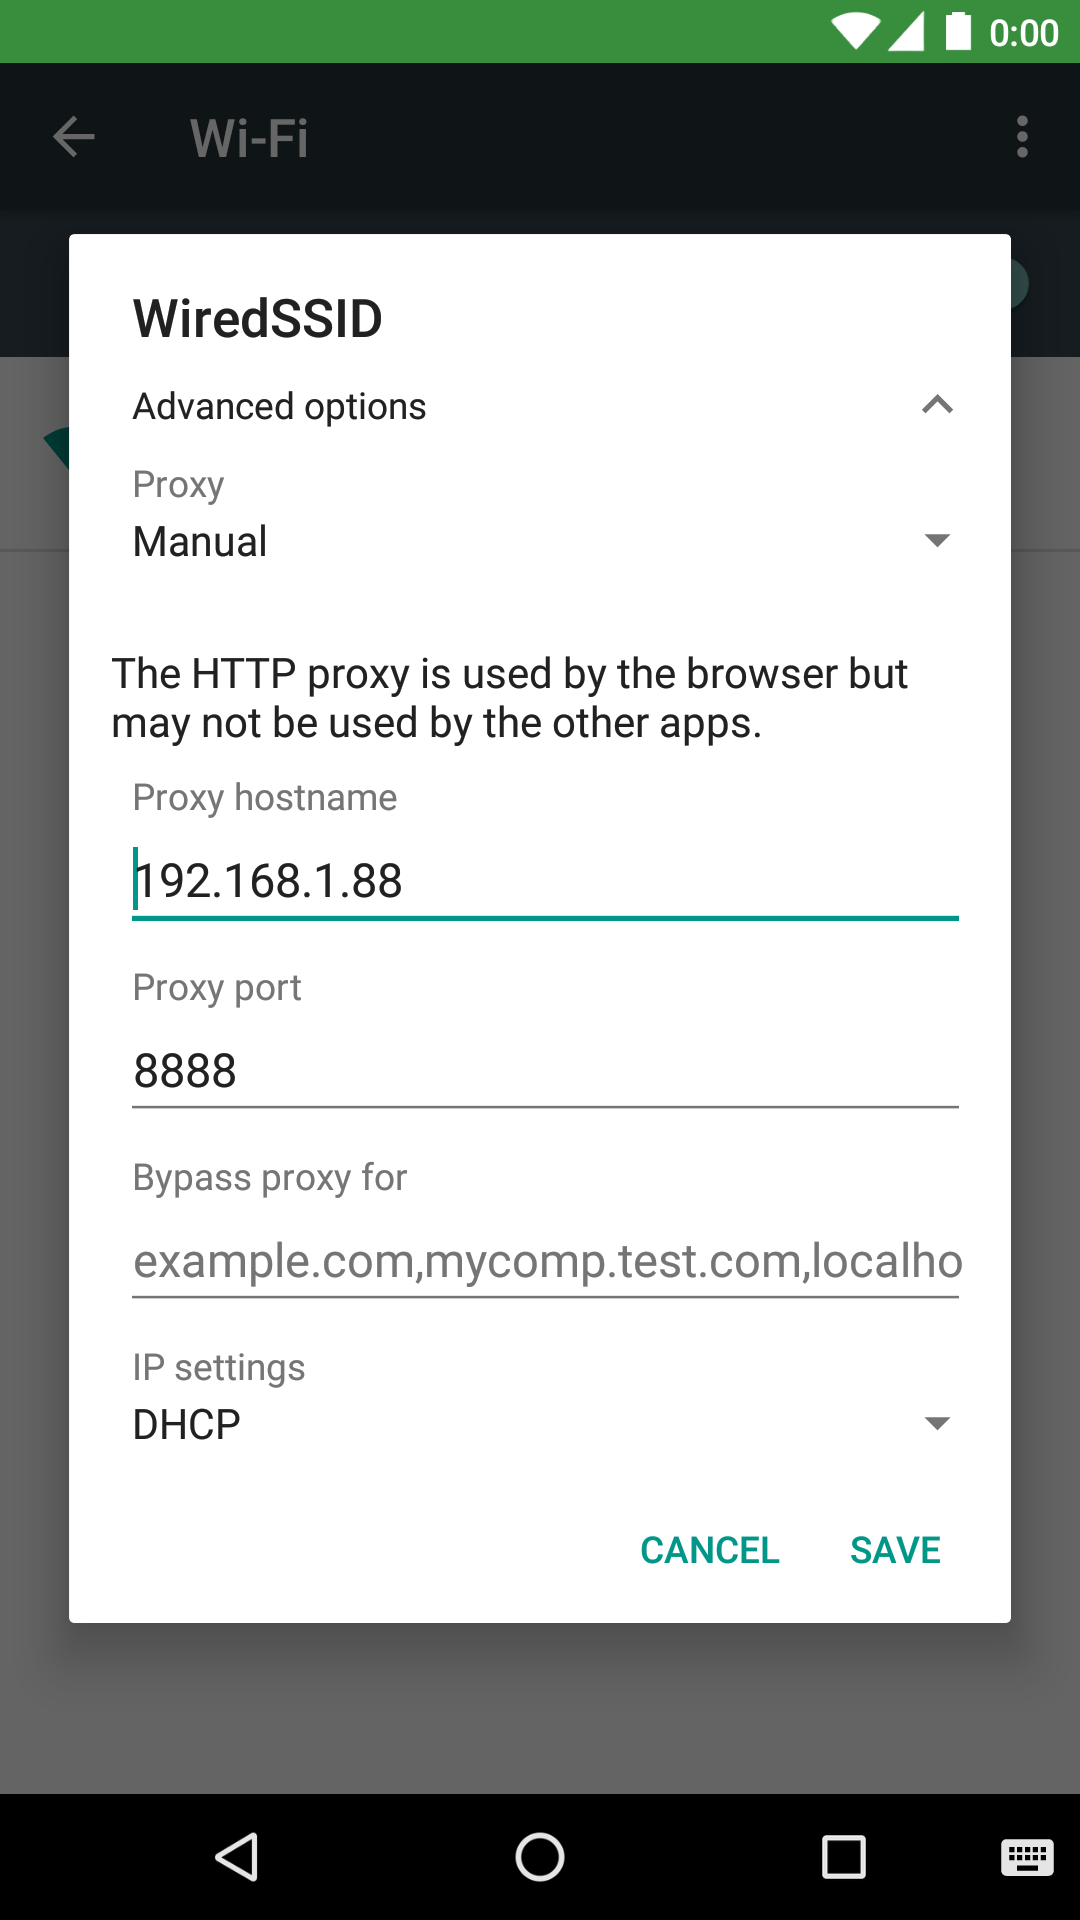 0:00
Wi-Fi
WiredSSID
Advanced options
Proxy
Manual
The HTTP proxy is used by the browser but
may not be used by the other apps.
Proxy hostname
192.168.1.88
Proxy port
8888
Bypass proxy for
example.com,mycomp.test.com,localho
IP settings
DHCP
CANCEL SAVE